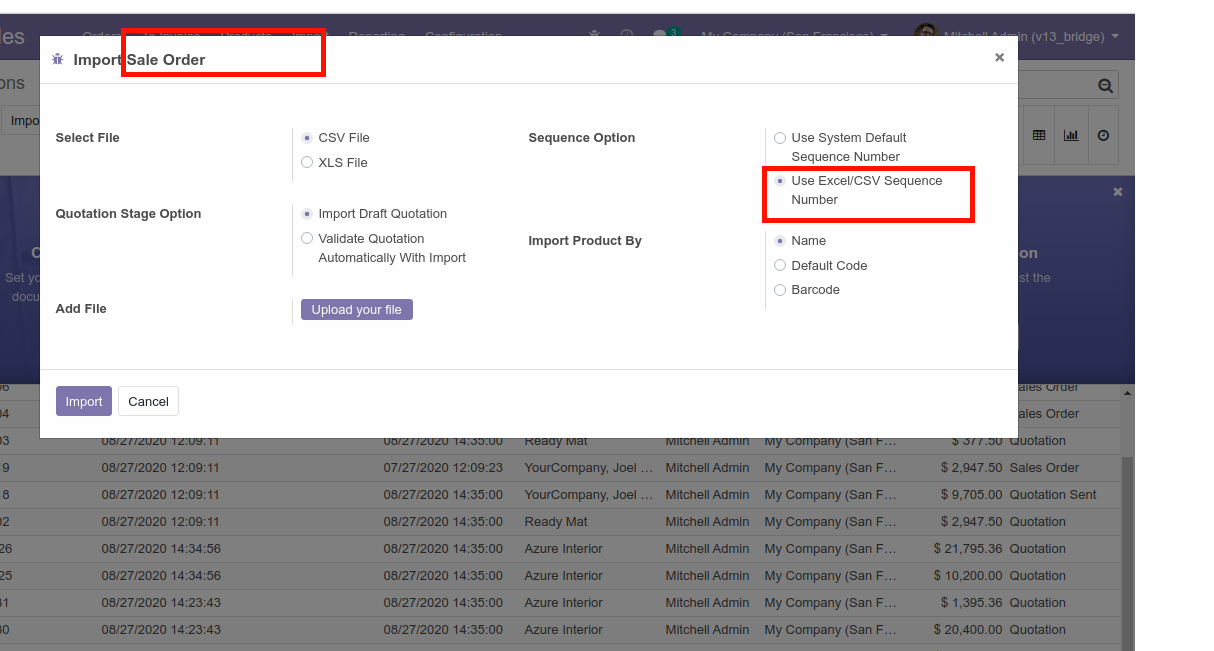 les Orders To Invoice Products Import Reporting Configuration 3 My Company (San Francisco) Mitchell Admin (v13_bridge)
Import Sale Order ×
ons
Impo
Select File
CSV File
XLS File
Sequence Option
Use System Default
Sequence Number
Use Excel/CSV Sequence
Number
Quotation Stage Option
Import Draft Quotation
Validate Quotation
Automatically With Import
Import Product By
Name
Default Code
Barcode
Add File
Upload your file
C
Set yo
docu
on
st the
Import Cancel
06 ales Order
04 ales Order
03 08/27/2020 12:09:11 08/27/2020 14:35:00 Ready Mat Mitchell Admin My Company (San F... $ 377.50 Quotation
19 08/27/2020 12:09:11 07/27/2020 12:09:23 YourCompany, Joel ... Mitchell Admin My Company (San F... $ 2,947.50 Sales Order
18 08/27/2020 12:09:11 08/27/2020 14:35:00 YourCompany, Joel ... Mitchell Admin My Company (San F... $ 9,705.00 Quotation Sent
02 08/27/2020 12:09:11 08/27/2020 14:35:00 Ready Mat Mitchell Admin My Company (San F... $ 2,947.50 Quotation
26 08/27/2020 14:34:56 08/27/2020 14:35:00 Azure Interior Mitchell Admin My Company (San F... $ 21,795.36 Quotation
25 08/27/2020 14:34:56 08/27/2020 14:35:00 Azure Interior Mitchell Admin My Company (San F... $ 10,200.00 Quotation
31 08/27/2020 14:23:43 08/27/2020 14:35:00 Azure Interior Mitchell Admin My Company (San F... $ 1,395.36 Quotation
30 08/27/2020 14:23:43 08/27/2020 14:35:00 Azure Interior Mitchell Admin My Company (San F... $ 20,400.00 Quotation